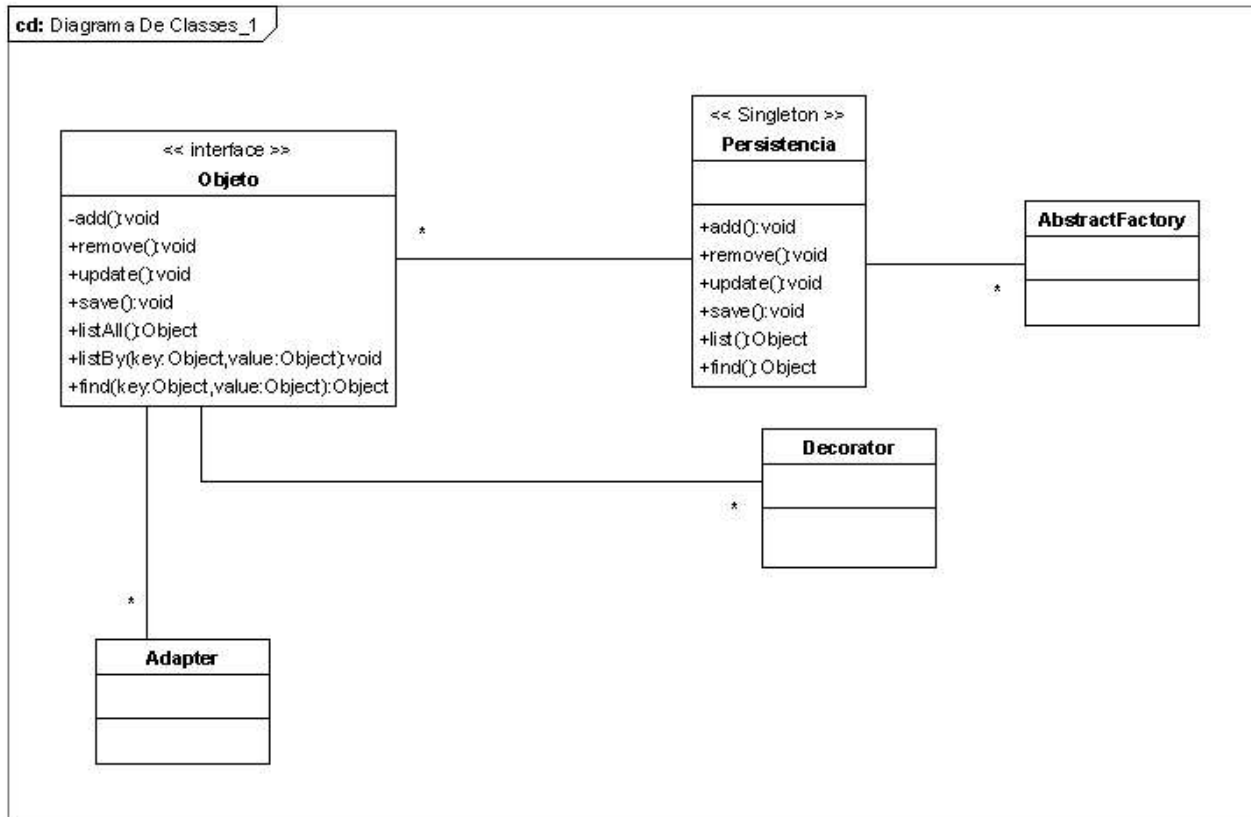 cd: Diagrama De Classes_1
<< interface >>
Objeto
-add():void
+remove():void
+update():void
+save():void
+listAll():Object
+listBy(key:Object,value:Object):void
+find(key:Object,value:Object):Object
*
<< Singleton >>
Persistencia
+add():void
+remove():void
+update():void
+save():void
+list():Object
+find():Object
AbstractFactory
*
Decorator
*
*
Adapter